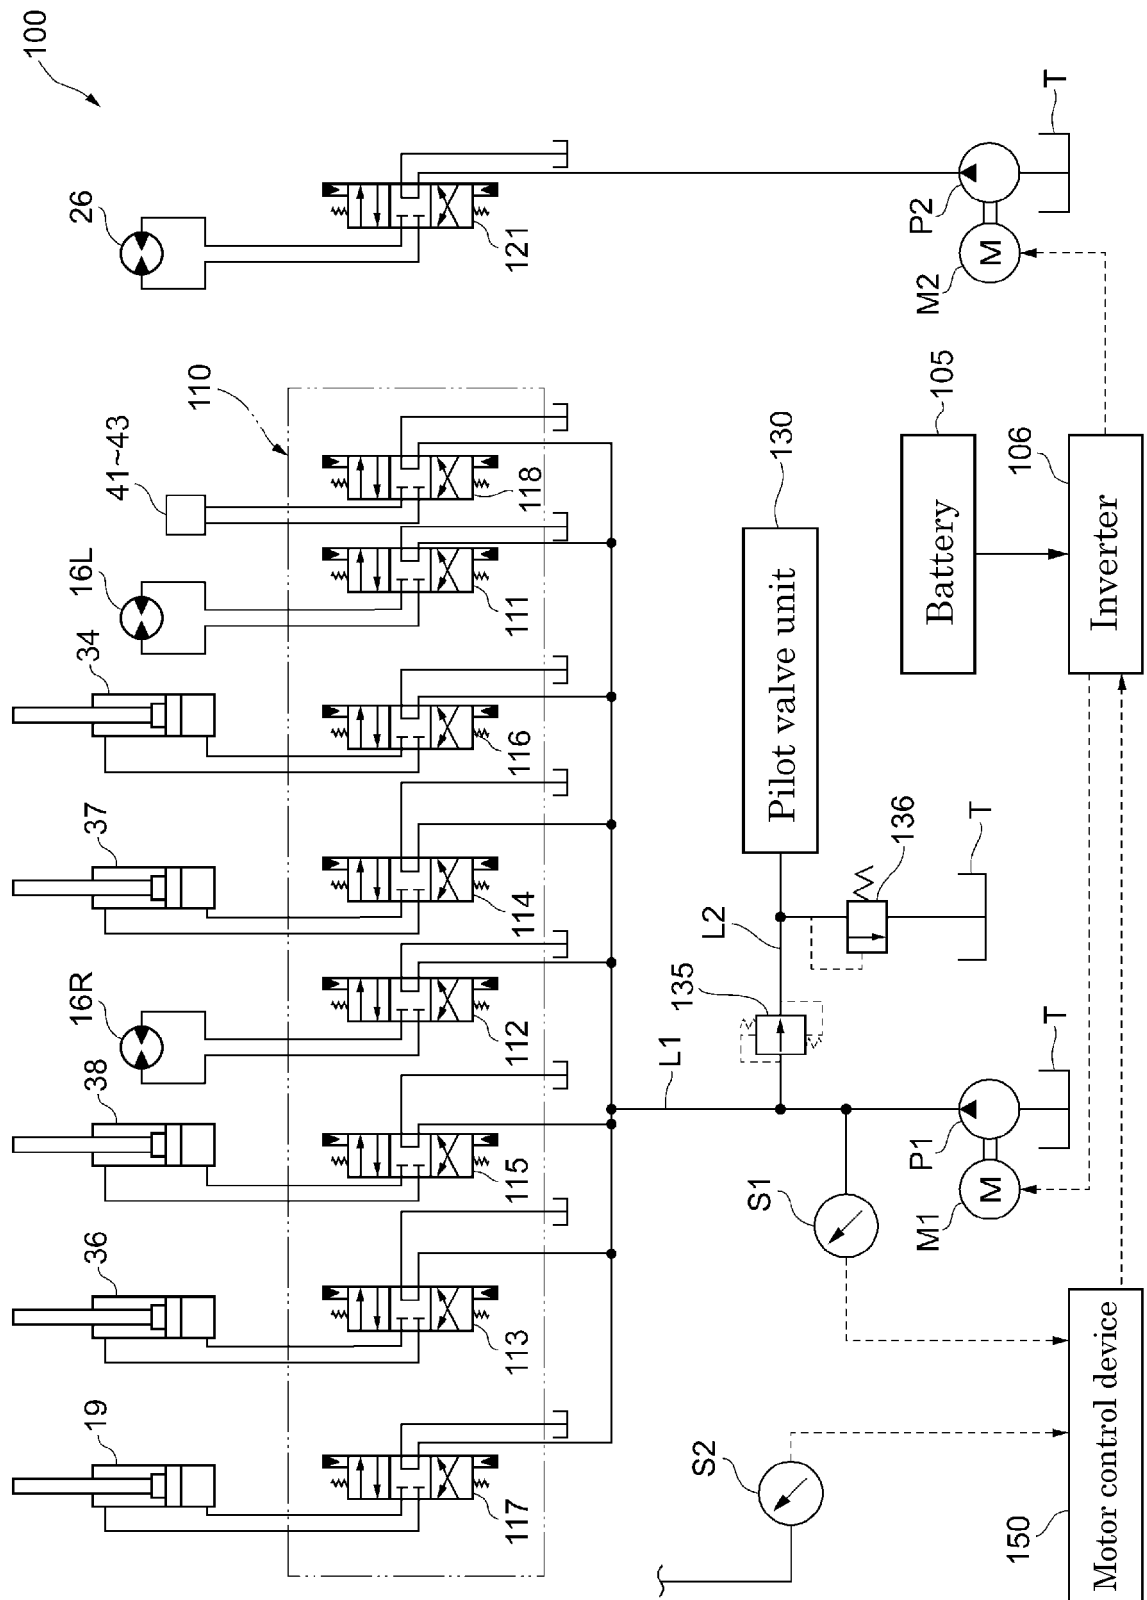 100
26
121
P2
M2
T
110
41~43
16L
34
37
16R
38
36
19
118
111
116
114
112
115
113
117
130
Pilot valve unit
105
Battery
106
Inverter
136
T
L2
135
L1
T
P1
M1
S1
S2
150
Motor control device
M
M